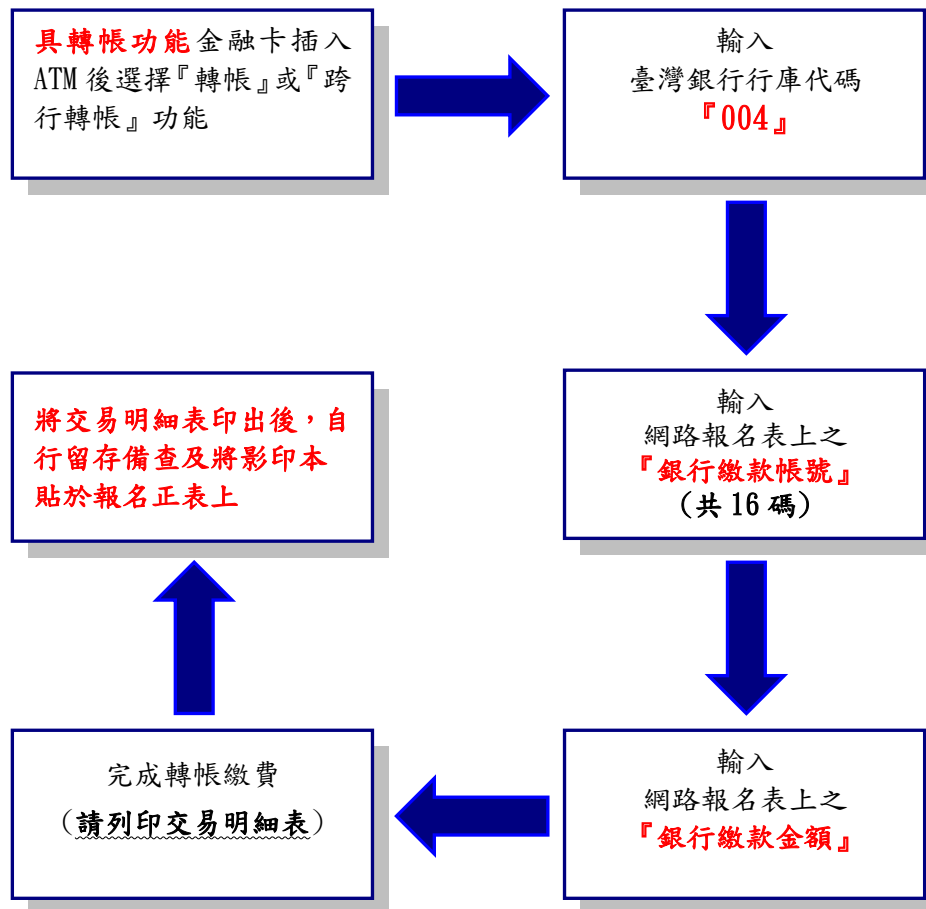 具轉帳功能金融卡插入
ATM 後選擇『轉帳』或『跨
行轉帳』功能
輸入
臺灣銀行行庫代碼
『004』
輸入
網路報名表上之
『銀行繳款帳號』
(共 16 碼)
輸入
網路報名表上之
『銀行繳款金額』
完成轉帳繳費
(請列印交易明細表)
將交易明細表印出後，自
行留存備查及將影印本
貼於報名正表上